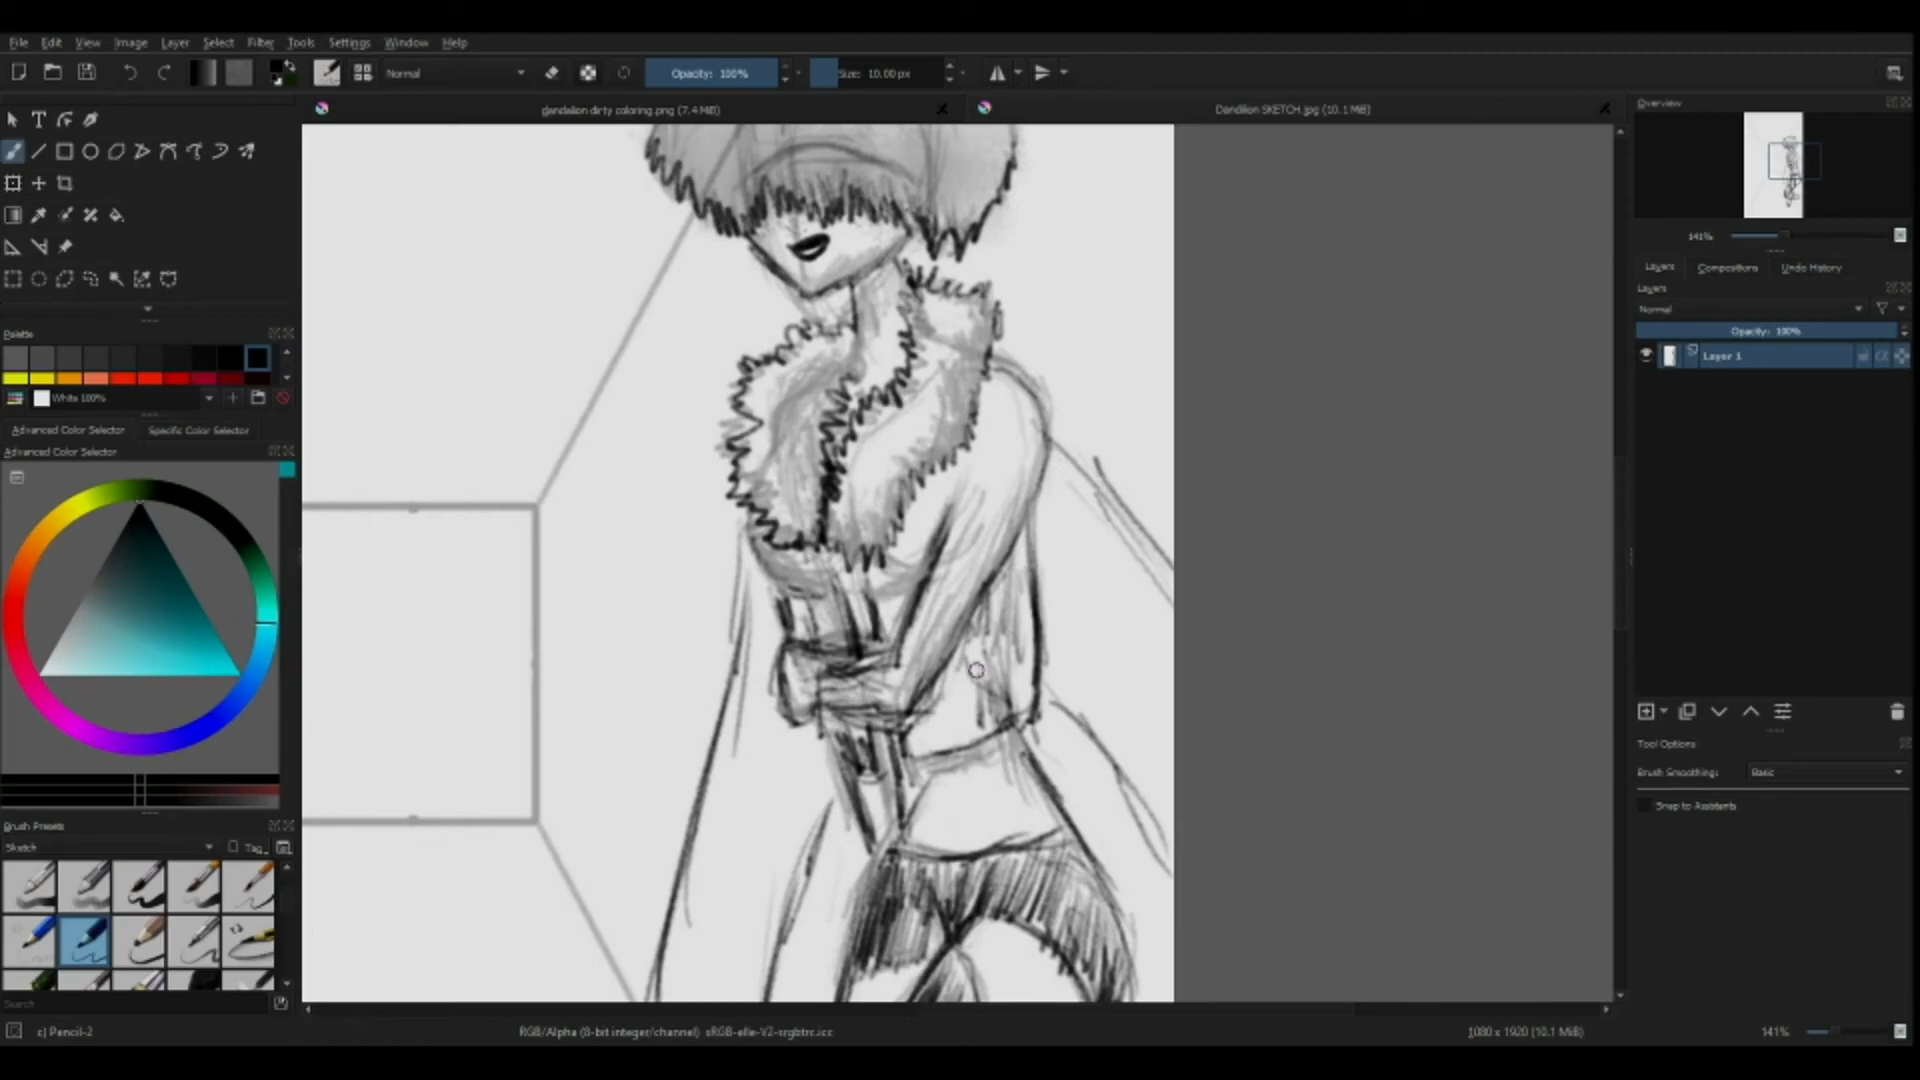 File Edit View Image Layer Select Filter Tools Settings Window Help
Normal
Opacity: 100%
Size: 10.00 px
dandelion dirty coloring.png (7.4 MiB)
Dandilion SKETCH.jpg (10.1 MiB)
Overview
141%
Layers Compositions Undo History
Layers
Normal
Opacity: 100%
Layer 1
Tool Options
Brush Smoothing: Basic
Snap to Assistants
Palette
White 100%
Advanced Color Selector Specific Color Selector
Advanced Color Selector
Brush Presets
Sketch
Tag
Search
c) Pencil-2
RGB/Alpha (8-bit integer/channel) sRGB-elle-V2-srgbtrc.icc
1080 x 1920 (10.1 MiB)
141%